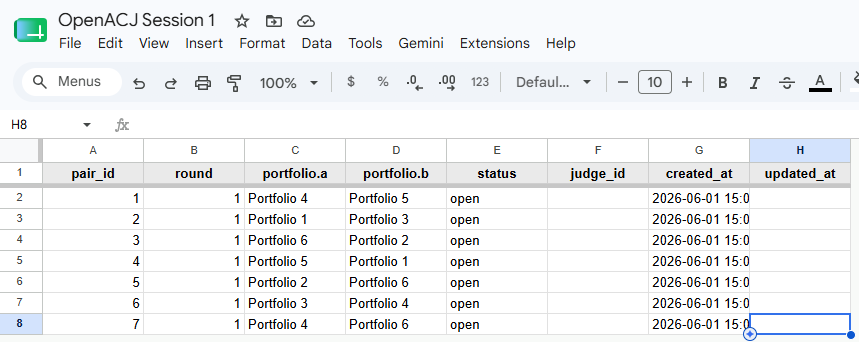 OpenACJ Session 1
File Edit View Insert Format Data Tools Gemini Extensions Help
Menus 100% $ % .0 .00 123 Defaul... 10 B I S A
H8 fx
A B C D E F G H
1 pair_id round portfolio.a portfolio.b status judge_id created_at updated_at
2 1 1 Portfolio 4 Portfolio 5 open 2026-06-01 15:0
3 2 1 Portfolio 1 Portfolio 3 open 2026-06-01 15:0
4 3 1 Portfolio 6 Portfolio 2 open 2026-06-01 15:0
5 4 1 Portfolio 5 Portfolio 1 open 2026-06-01 15:0
6 5 1 Portfolio 2 Portfolio 6 open 2026-06-01 15:0
7 6 1 Portfolio 3 Portfolio 4 open 2026-06-01 15:0
8 7 1 Portfolio 4 Portfolio 6 open 2026-06-01 15:0